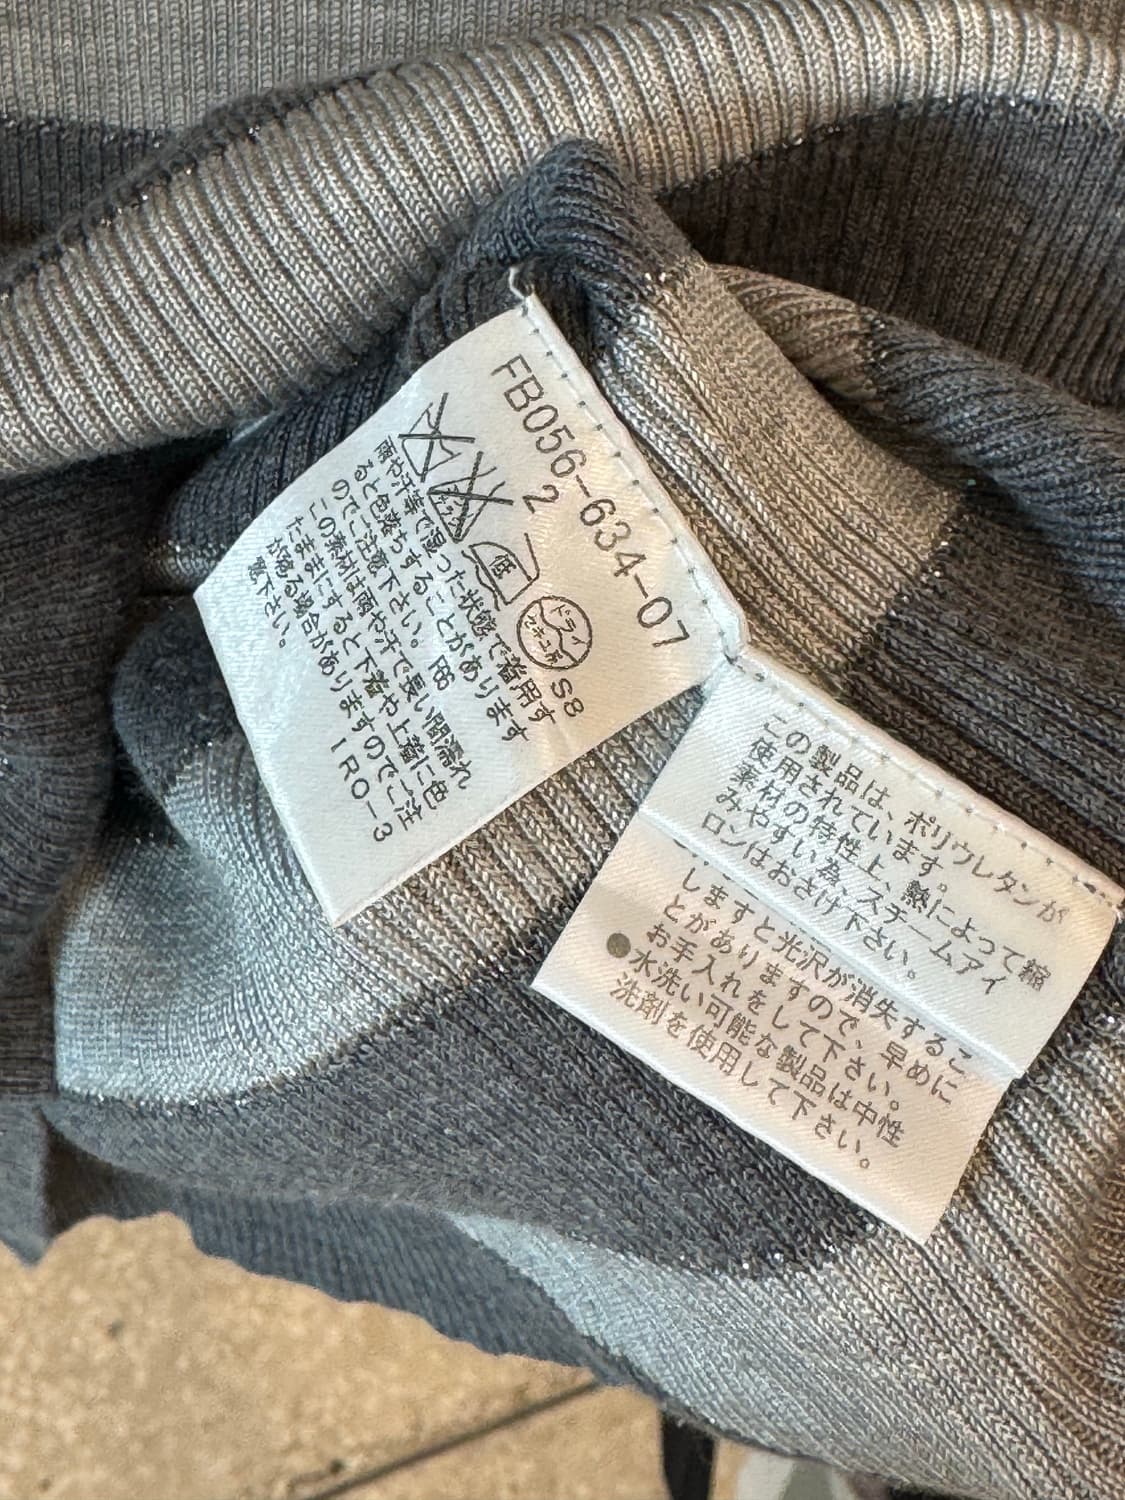 FB056-634-07
2
低
ドライ
セキユ系
S8
雨や汗等で湿った状態で着用す
ると色落ちすることがあります
のでご注意下さい。 F86
この素材は雨や汗で長い間濡れ
たままにすると下着や上着に色
が移る場合がありますのでご注
意下さい。
IRO-3
この製品は、ポリウレタンが
使用されています。
素材の特性上、熱によって縮
みやすい為、スチームアイ
ロンはおさけ下さい。
しますと光沢が消失するこ
とがありますので、早めに
お手入れをして下さい。
●水洗い可能な製品は中性
洗剤を使用して下さい。